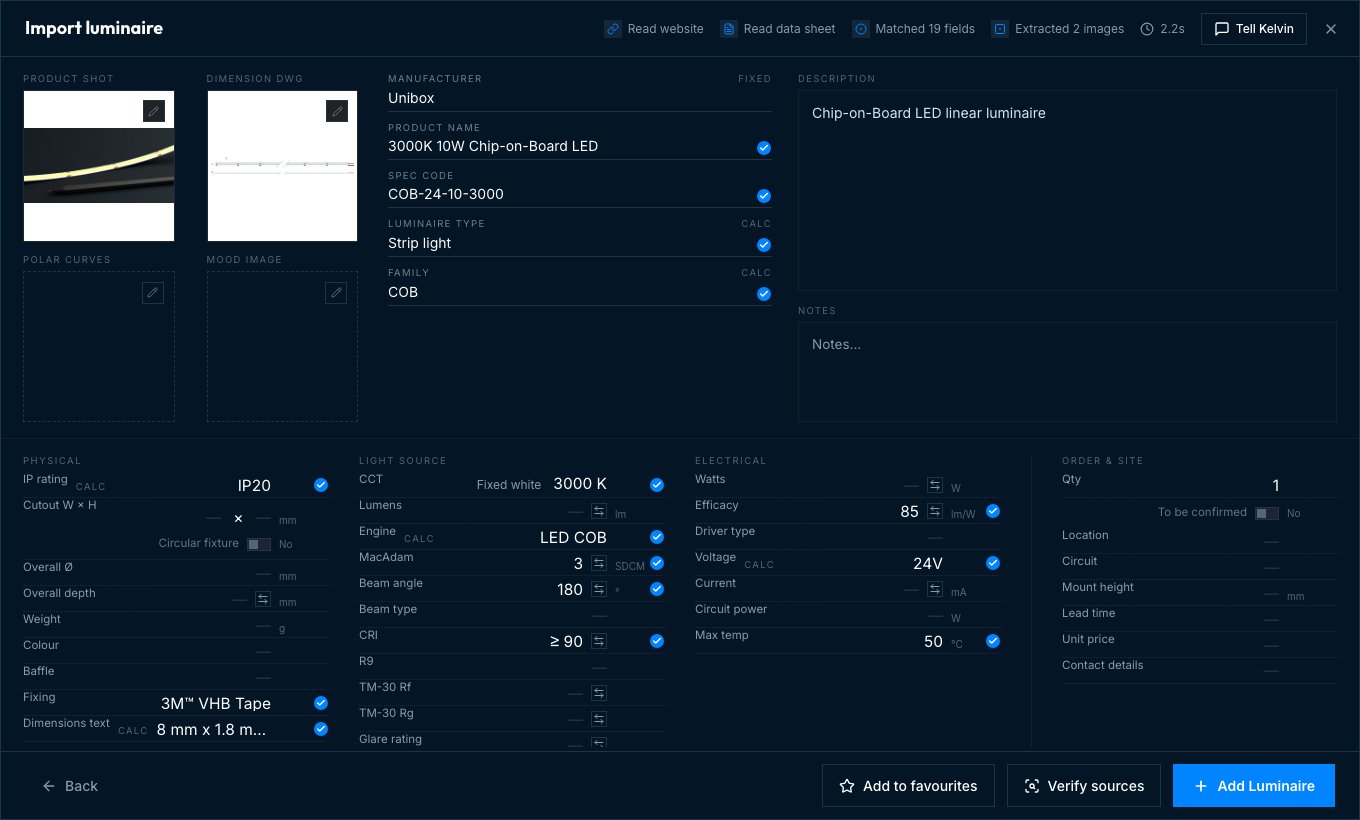 Import luminaire
Read website
Read data sheet
Matched 19 fields
Extracted 2 images
2.2s
Tell Kelvin
PRODUCT SHOT
DIMENSION DWG
POLAR CURVES
MOOD IMAGE
MANUFACTURER FIXED
Unibox
PRODUCT NAME
3000K 10W Chip-on-Board LED
SPEC CODE
COB-24-10-3000
LUMINAIRE TYPE CALC
Strip light
FAMILY CALC
COB
DESCRIPTION
Chip-on-Board LED linear luminaire
NOTES
Notes...
PHYSICAL
IP rating CALC IP20
Cutout W × H
— × — mm
Circular fixture No
Overall Ø — mm
Overall depth — mm
Weight — g
Colour —
Baffle —
Fixing 3M™ VHB Tape
Dimensions text CALC 8 mm x 1.8 m...
LIGHT SOURCE
CCT Fixed white 3000 K
Lumens — lm
Engine CALC LED COB
MacAdam 3 SDCM
Beam angle 180 °
Beam type —
CRI ≥ 90
R9 —
TM-30 Rf —
TM-30 Rg —
Glare rating —
ELECTRICAL
Watts — W
Efficacy 85 lm/W
Driver type —
Voltage CALC 24V
Current — mA
Circuit power — W
Max temp 50 °C
ORDER & SITE
Qty 1
To be confirmed No
Location —
Circuit —
Mount height — mm
Lead time —
Unit price —
Contact details —
Back
Add to favourites
Verify sources
Add Luminaire